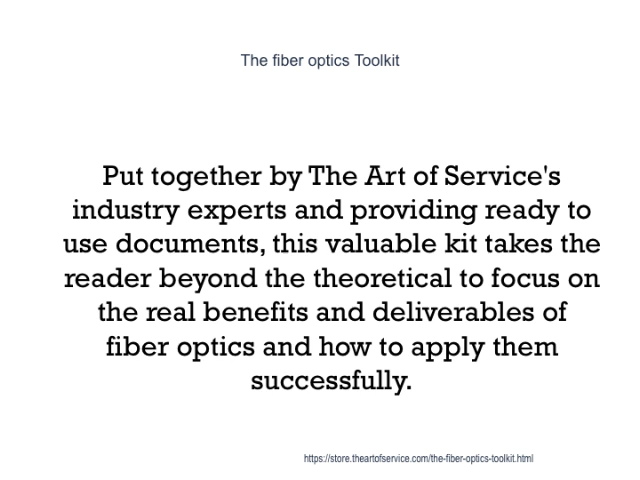 The fiber optics Toolkit
Put together by The Art of Service's
industry experts and providing ready to
use documents, this valuable kit takes the
reader beyond the theoretical to focus on
the real benefits and deliverables of
fiber optics and how to apply them
successfully.
https://store.theartofservice.com/the-fiber-optics-toolkit.html